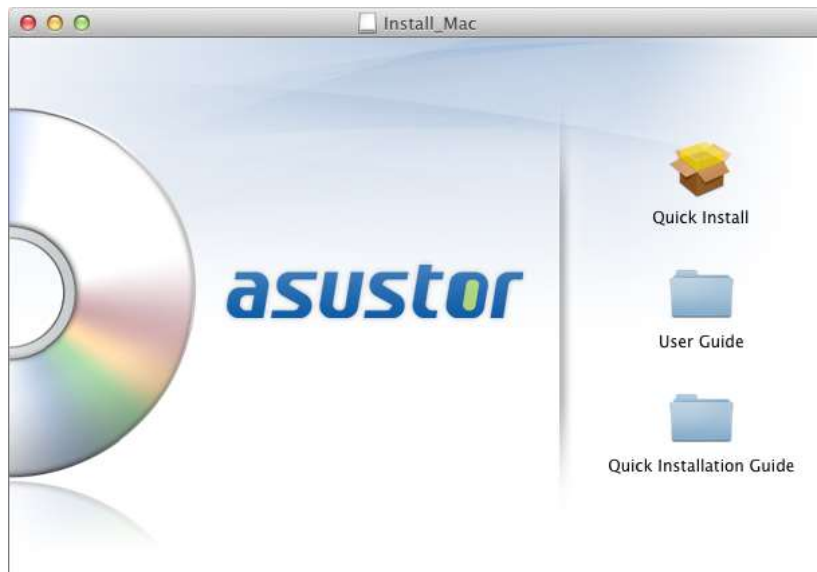 Install_Mac
asustor
Quick Install
User Guide
Quick Installation Guide